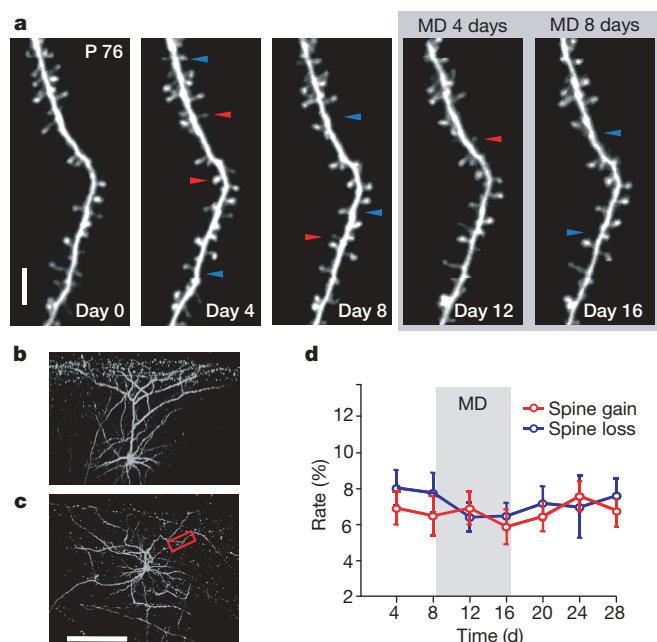 a
MD 4 days
MD 8 days
P 76
Day 0
Day 4
Day 8
Day 12
Day 16
b
c
d
MD
Spine gain
Spine loss
Rate (%)
12
10
8
6
4
2
4 8 12 16 20 24 28
Time (d)